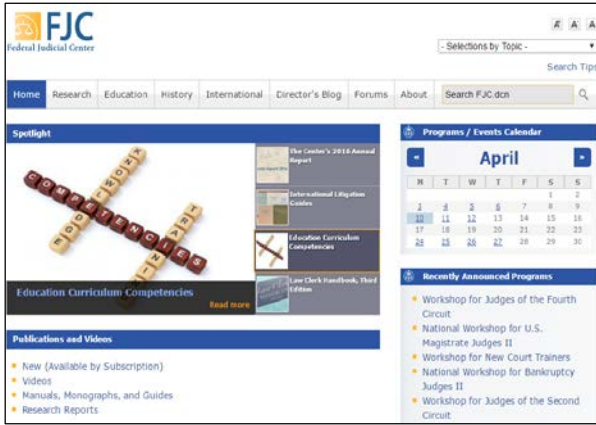 FJC
Federal Judicial Center
A A A
- Selections by Topic -
Search Tips
Home Research Education History International Director's Blog Forums About Search FJC.dcn
Spotlight
COMPETENCIES
KNOWLEDGE
TRAINING
The Center's 2016 Annual
Report
International Litigation
Guides
Education Curriculum
Competencies
Law Clerk Handbook, Third
Edition
Education Curriculum Competencies
Read more
Publications and Videos
New (Available by Subscription)
Videos
Manuals, Monographs, and Guides
Research Reports
Programs / Events Calendar
« April »
M T W T F S S
1 2
3 4 5 6 7 8 9
10 11 12 13 14 15 16
17 18 19 20 21 22 23
24 25 26 27 28 29 30
Recently Announced Programs
Workshop for Judges of the Fourth
Circuit
National Workshop for U.S.
Magistrate Judges II
Workshop for New Court Trainers
National Workshop for Bankruptcy
Judges II
Workshop for Judges of the Second
Circuit